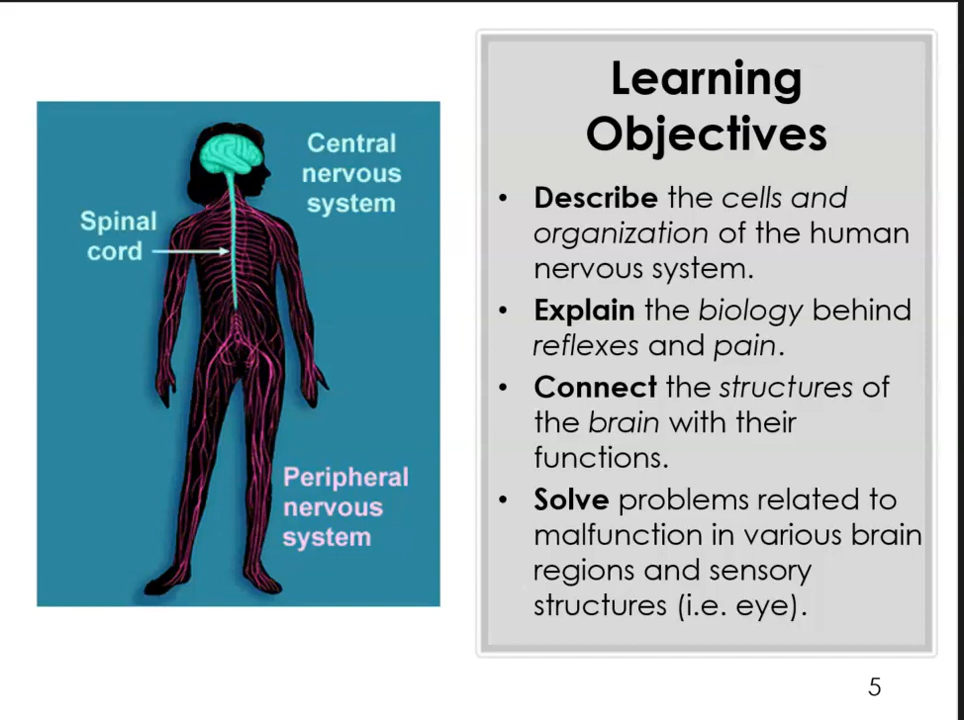 Central
nervous
system
Spinal
cord
Peripheral
nervous
system
Learning
Objectives
• Describe the cells and
organization of the human
nervous system.
• Explain the biology behind
reflexes and pain.
• Connect the structures of
the brain with their
functions.
• Solve problems related to
malfunction in various brain
regions and sensory
structures (i.e. eye).
5